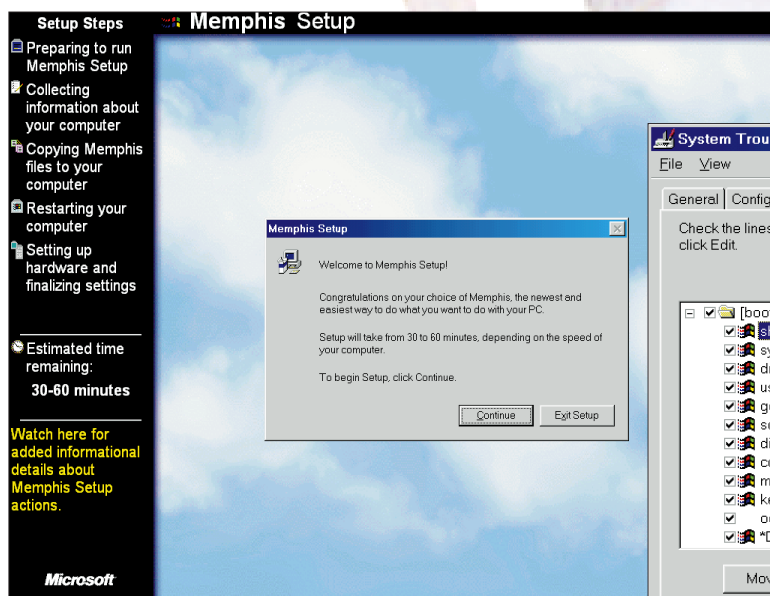 Setup Steps
Preparing to run
Memphis Setup
Collecting
information about
your computer
Copying Memphis
files to your
computer
Restarting your
computer
Setting up
hardware and
finalizing settings
Estimated time
remaining:
30-60 minutes
Watch here for
added informational
details about
Memphis Setup
actions.
Microsoft
Memphis Setup
Memphis Setup
Welcome to Memphis Setup!
Congratulations on your choice of Memphis, the newest and
easiest way to do what you want to do with your PC.
Setup will take from 30 to 60 minutes, depending on the speed of
your computer.
To begin Setup, click Continue.
Continue
Exit Setup
System Trou
File View
General Config
Check the lines
click Edit.
[boo
sy
us
Mov